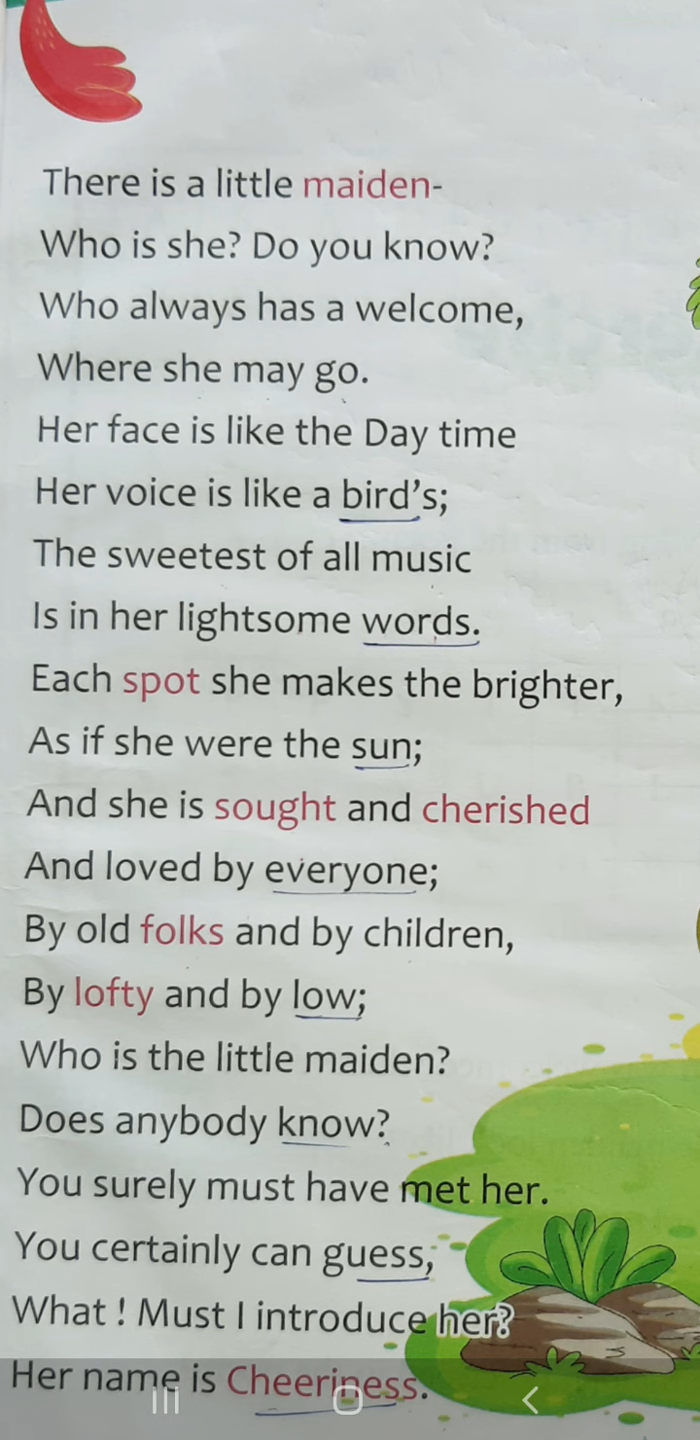 There is a little maiden-
Who is she? Do you know?
Who always has a welcome,
Where she may go.
Her face is like the Day time
Her voice is like a bird's;
The sweetest of all music
Is in her lightsome words.
Each spot she makes the brighter,
As if she were the sun;
And she is sought and cherished
And loved by everyone;
By old folks and by children,
By lofty and by low;
Who is the little maiden?
Does anybody know?
You surely must have met her.
You certainly can guess,
What ! Must I introduce her?
Her name is Cheeriness.